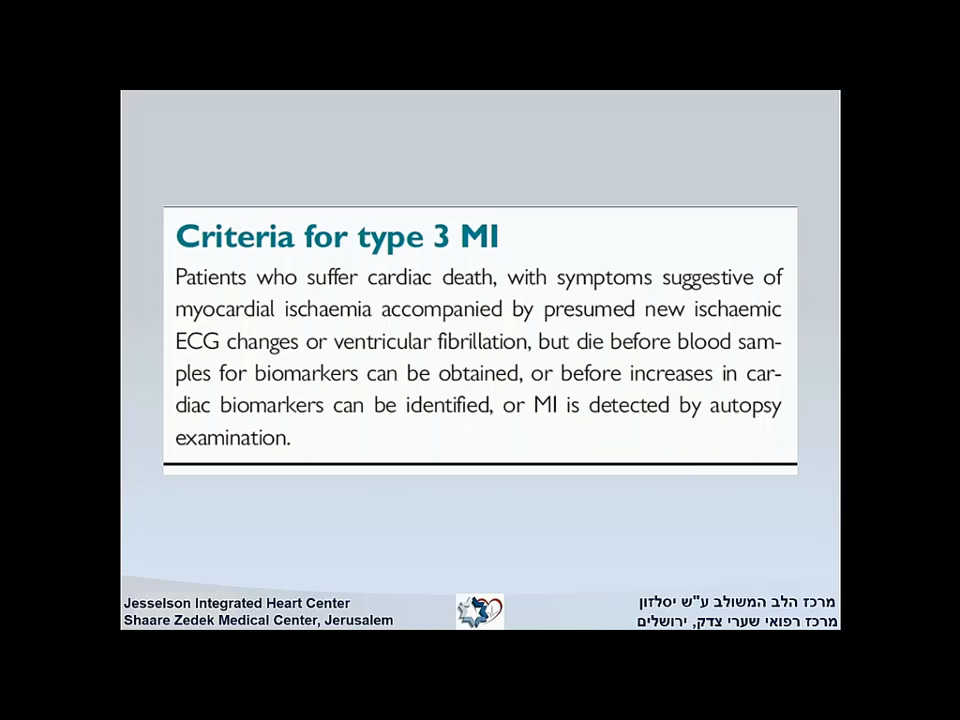 Criteria for type 3 MI
Patients who suffer cardiac death, with symptoms suggestive of
myocardial ischaemia accompanied by presumed new ischaemic
ECG changes or ventricular fibrillation, but die before blood sam-
ples for biomarkers can be obtained, or before increases in car-
diac biomarkers can be identified, or MI is detected by autopsy
examination.
Jesselson Integrated Heart Center
Shaare Zedek Medical Center, Jerusalem
מרכז הלב המשולב ע"ש יסלזון
מרכז רפואי שערי צדק, ירושלים